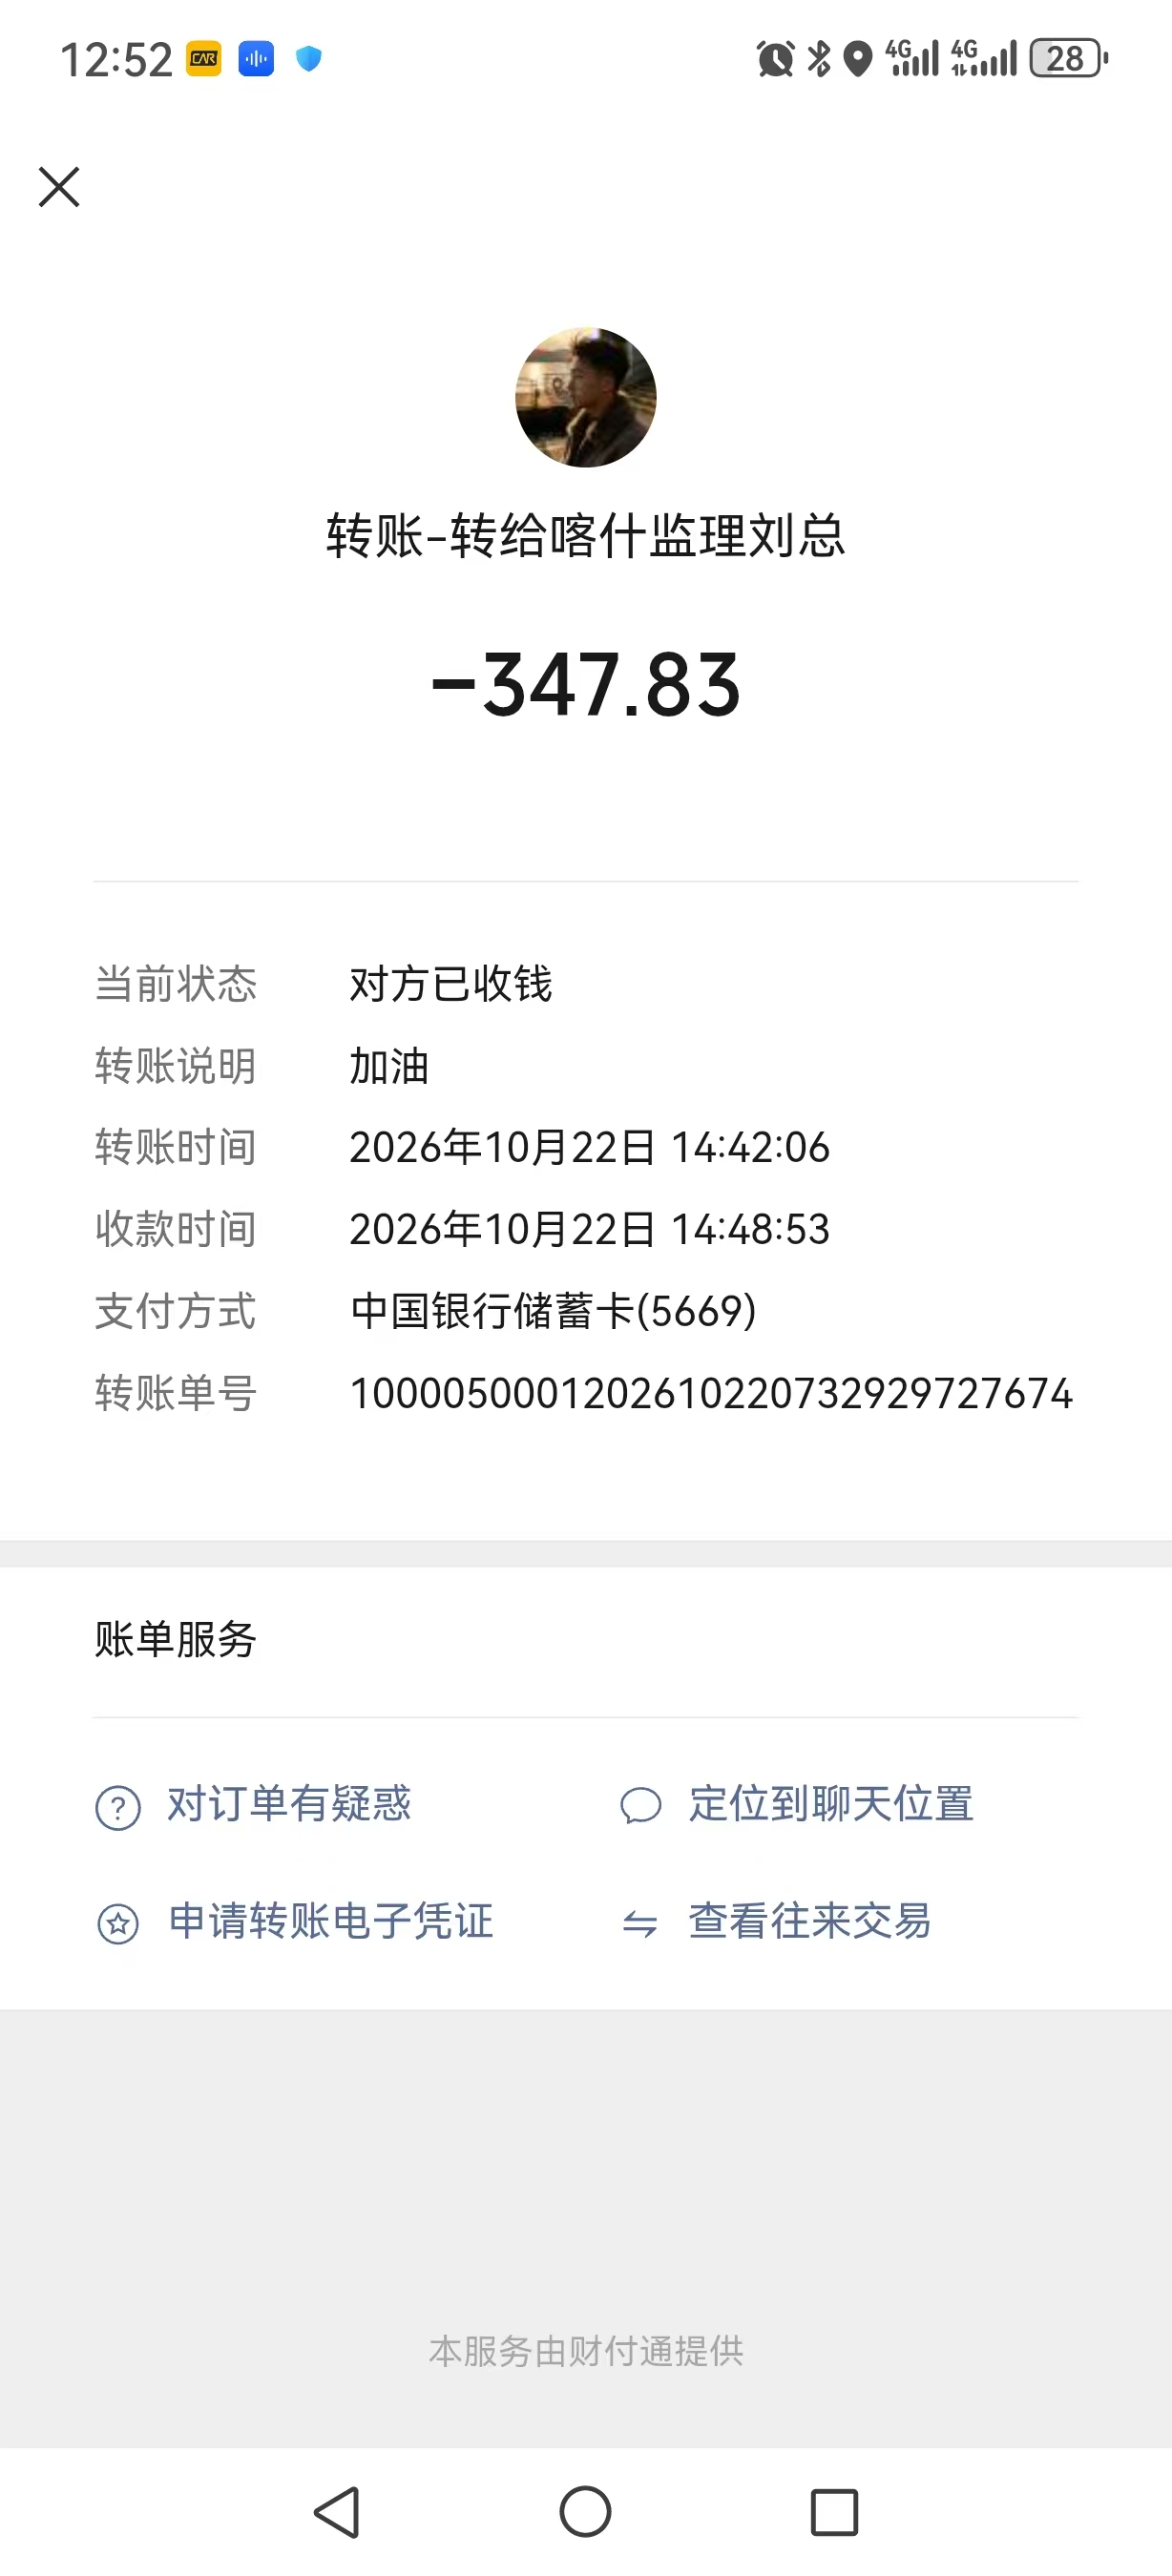 12:52 CAR 4G 4G 28
转账-转给喀什监理刘总
-347.83
当前状态 对方已收钱
转账说明 加油
转账时间 2026年10月22日 14:42:06
收款时间 2026年10月22日 14:48:53
支付方式 中国银行储蓄卡(5669)
转账单号 1000050001202610220732929727674
账单服务
对订单有疑惑 定位到聊天位置
申请转账电子凭证 查看往来交易
本服务由财付通提供